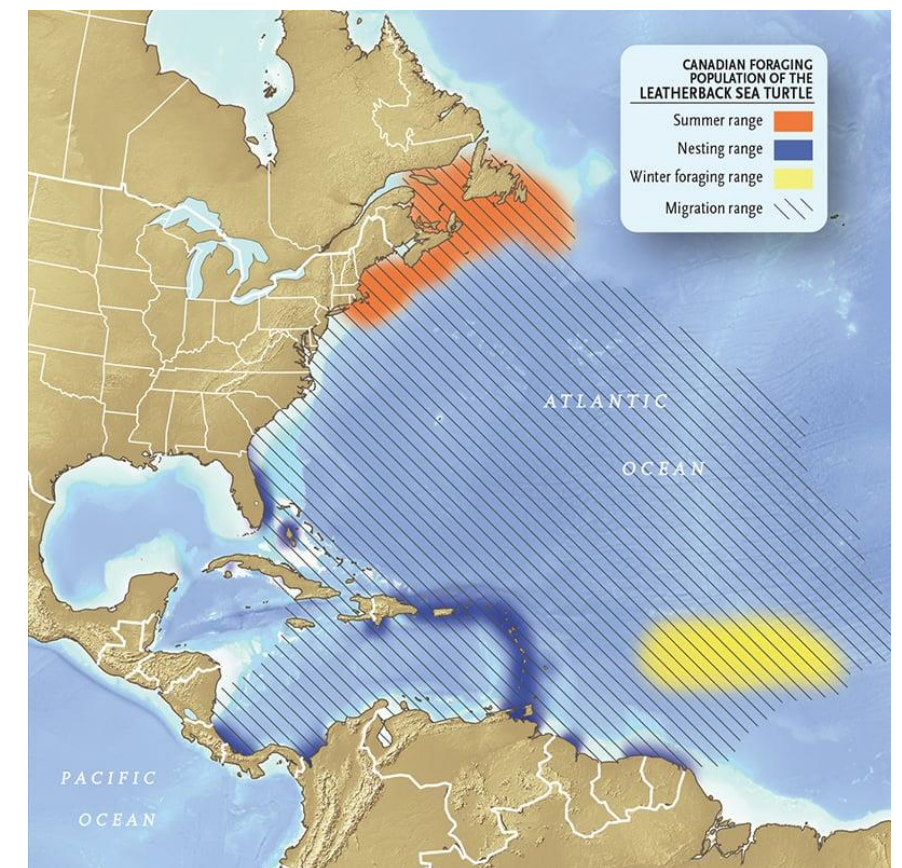 CANADIAN FORAGING
POPULATION OF THE
LEATHERBACK SEA TURTLE
Summer range
Nesting range
Winter foraging range
Migration range
ATLANTIC
OCEAN
PACIFIC
OCEAN